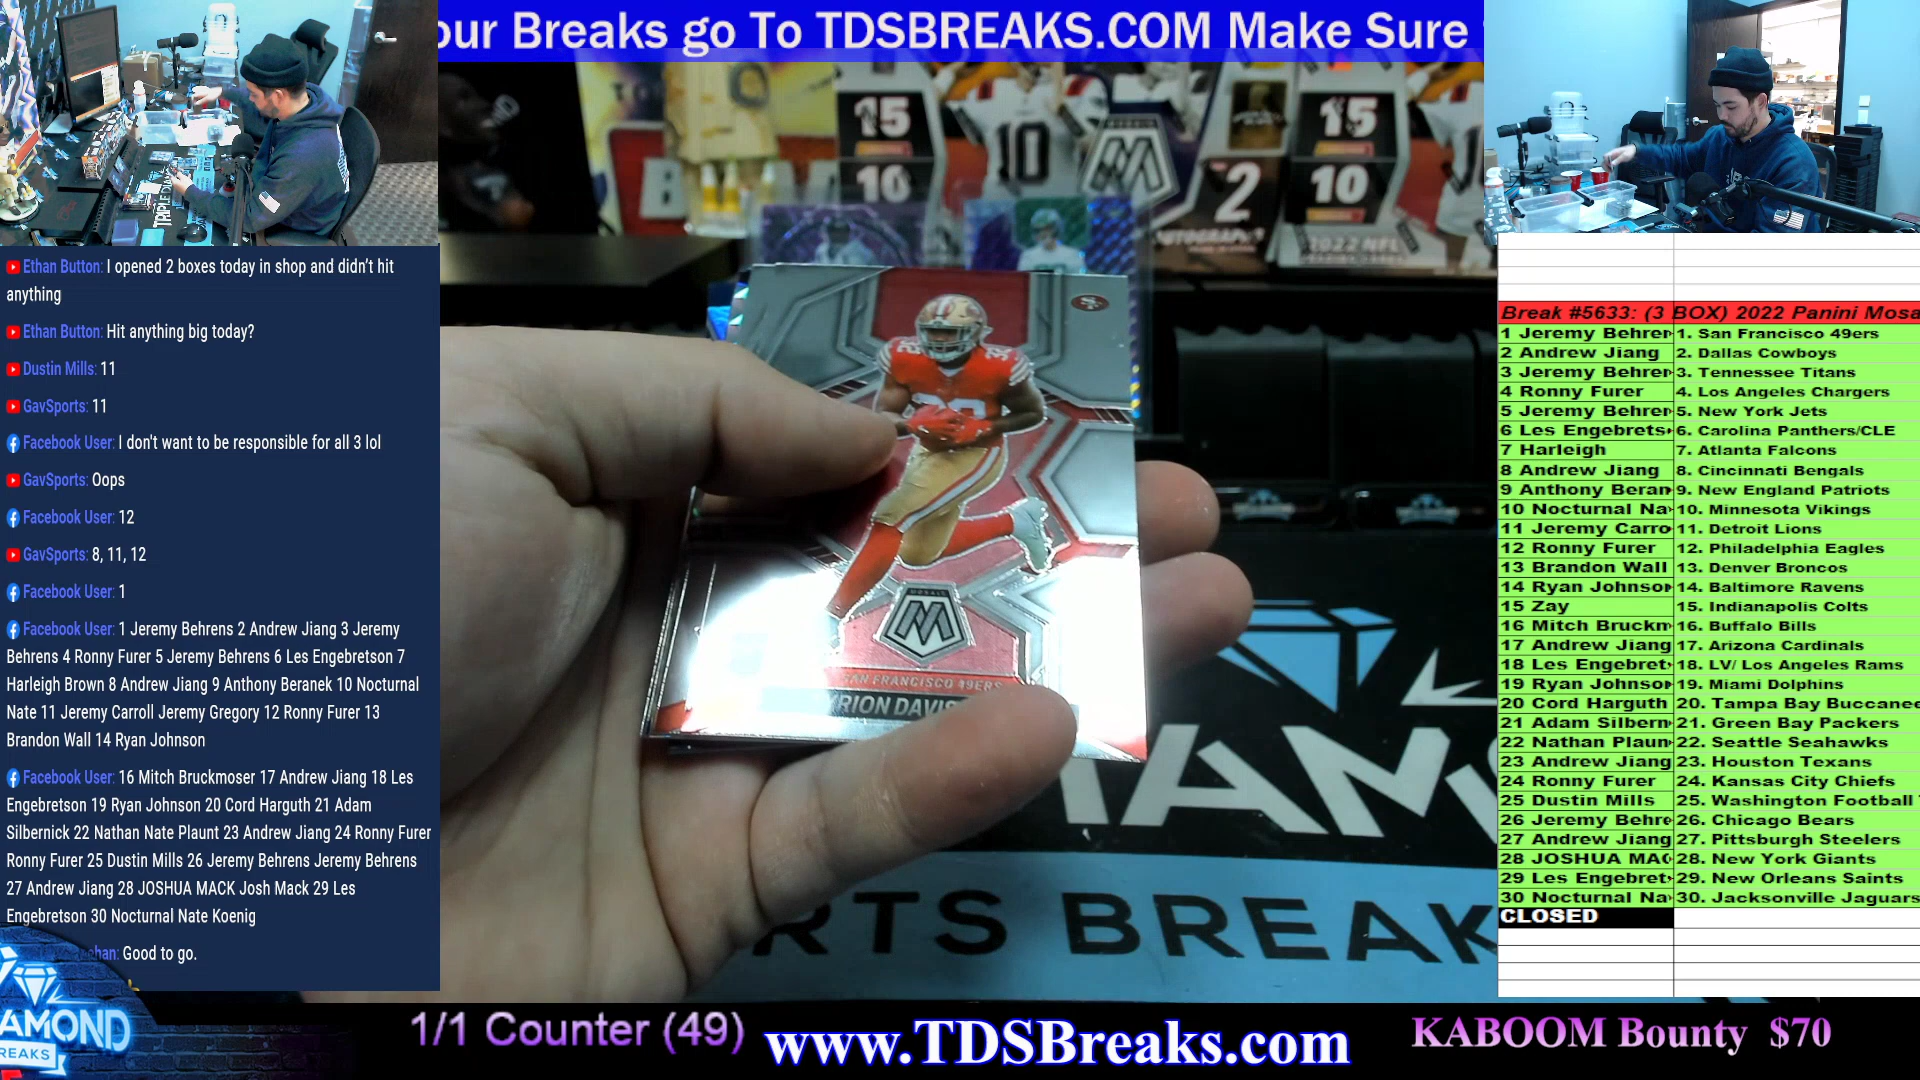 our Breaks go To TDSBREAKS.COM Make Sure
Ethan Button: I opened 2 boxes today in shop and didn't hit
anything
Ethan Button: Hit anything big today?
Dustin Mills: 11
GavSports: 11
Facebook User: I don't want to be responsible for all 3 lol
GavSports: Oops
Facebook User: 12
GavSports: 8, 11, 12
Facebook User: 1
Facebook User: 1 Jeremy Behrens 2 Andrew Jiang 3 Jeremy
Behrens 4 Ronny Furer 5 Jeremy Behrens 6 Les Engebretson 7
Harleigh Brown 8 Andrew Jiang 9 Anthony Beranek 10 Nocturnal
Nate 11 Jeremy Carroll Jeremy Gregory 12 Ronny Furer 13
Brandon Wall 14 Ryan Johnson
Facebook User: 16 Mitch Bruckmoser 17 Andrew Jiang 18 Les
Engebretson 19 Ryan Johnson 20 Cord Harguth 21 Adam
Silbernick 22 Nathan Nate Plaunt 23 Andrew Jiang 24 Ronny Furer
Ronny Furer 25 Dustin Mills 26 Jeremy Behrens Jeremy Behrens
27 Andrew Jiang 28 JOSHUA MACK Josh Mack 29 Les
Engebretson 30 Nocturnal Nate Koenig
han: Good to go.
AMOND
REAKS
15
10
10
2
15
10
2022 NFL
MOSAIC
M
SAN FRANCISCO 49ERS
YRION DAVIS
RTS BREAK
Break #5633: (3 BOX) 2022 Panini Mosa
1 Jeremy Behren 1. San Francisco 49ers
2 Andrew Jiang 2. Dallas Cowboys
3 Jeremy Behren 3. Tennessee Titans
4 Ronny Furer 4. Los Angeles Chargers
5 Jeremy Behren 5. New York Jets
6 Les Engebrets 6. Carolina Panthers/CLE
7 Harleigh 7. Atlanta Falcons
8 Andrew Jiang 8. Cincinnati Bengals
9 Anthony Beran 9. New England Patriots
10 Nocturnal Na 10. Minnesota Vikings
11 Jeremy Carro 11. Detroit Lions
12 Ronny Furer 12. Philadelphia Eagles
13 Brandon Wall 13. Denver Broncos
14 Ryan Johnson 14. Baltimore Ravens
15 Zay 15. Indianapolis Colts
16 Mitch Bruckm 16. Buffalo Bills
17 Andrew Jiang 17. Arizona Cardinals
18 Les Engebret 18. LV/ Los Angeles Rams
19 Ryan Johnson 19. Miami Dolphins
20 Cord Harguth 20. Tampa Bay Buccanee
21 Adam Silbern 21. Green Bay Packers
22 Nathan Plaun 22. Seattle Seahawks
23 Andrew Jiang 23. Houston Texans
24 Ronny Furer 24. Kansas City Chiefs
25 Dustin Mills 25. Washington Football
26 Jeremy Behre 26. Chicago Bears
27 Andrew Jiang 27. Pittsburgh Steelers
28 JOSHUA MAC 28. New York Giants
29 Les Engebret 29. New Orleans Saints
30 Nocturnal Na 30. Jacksonville Jaguars
CLOSED
1/1 Counter (49)
www.TDSBreaks.com
KABOOM Bounty $70